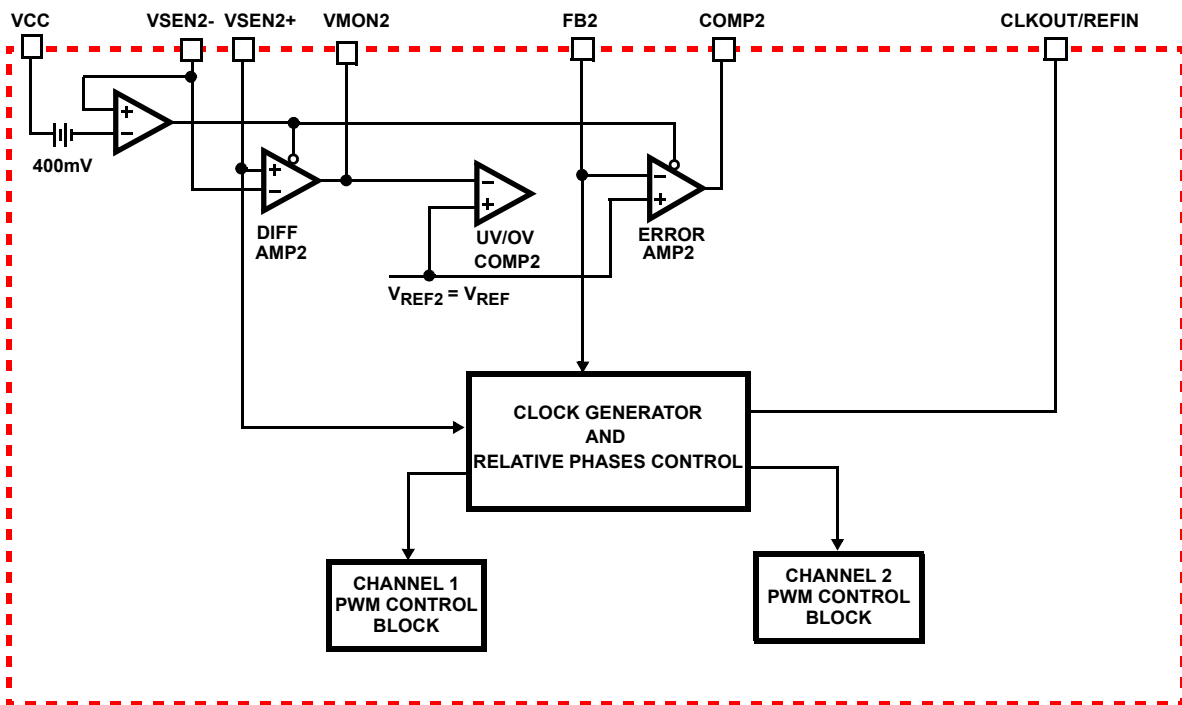 VCC
VSEN2-
VSEN2+
VMON2
FB2
COMP2
CLKOUT/REFIN
+
−
400mV
+
−
DIFF
AMP2
−
+
UV/OV
COMP2
−
+
ERROR
AMP2
VREF2 = VREF
CLOCK GENERATOR
AND
RELATIVE PHASES CONTROL
CHANNEL 1
PWM CONTROL
BLOCK
CHANNEL 2
PWM CONTROL
BLOCK